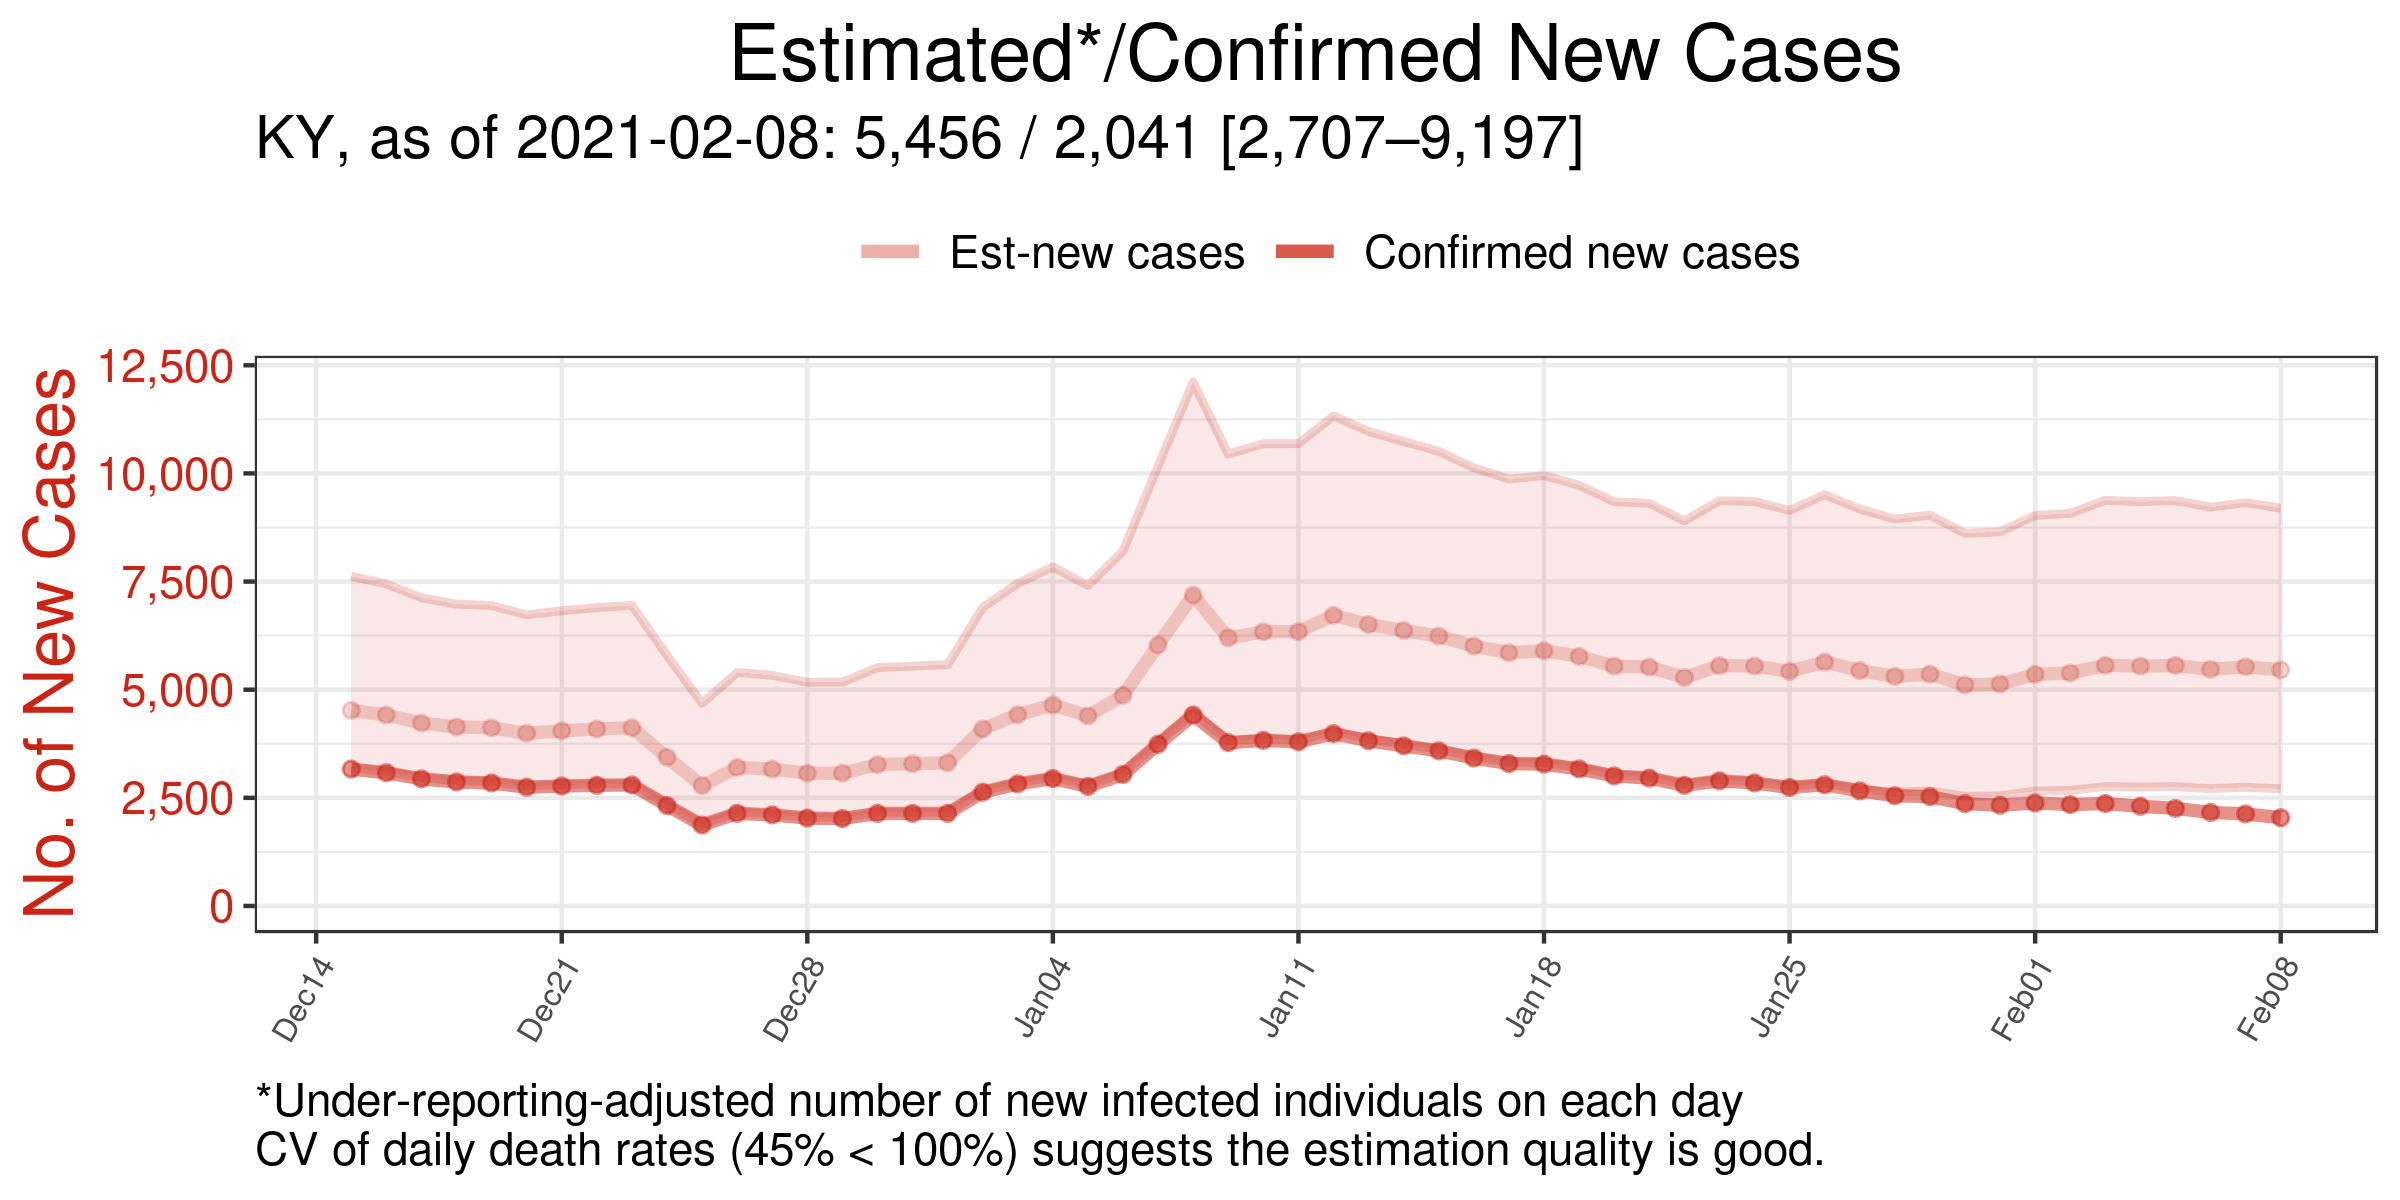 Estimated*/Confirmed New Cases
KY, as of 2021-02-08: 5,456 / 2,041 [2,707–9,197]
Est-new cases
Confirmed new cases
No. of New Cases
12,500
10,000
7,500
5,000
2,500
0
Dec14
Dec21
Dec28
Jan04
Jan11
Jan18
Jan25
Feb01
Feb08
*Under-reporting-adjusted number of new infected individuals on each day
CV of daily death rates (45% < 100%) suggests the estimation quality is good.